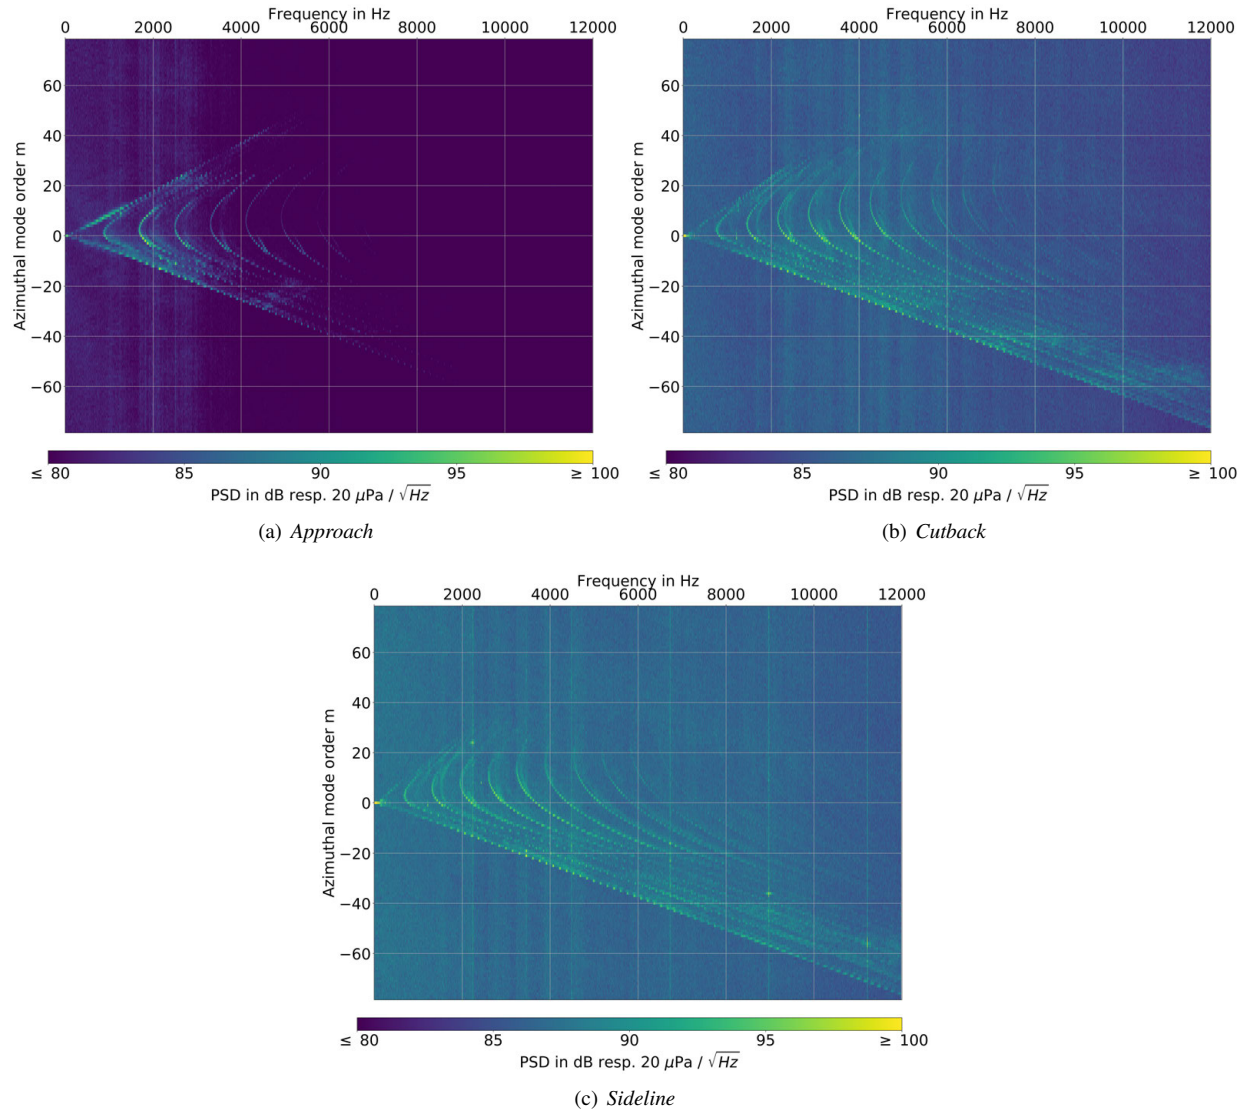 Frequency in Hz
0 2000 4000 6000 8000 10000 12000
Azimuthal mode order m
60
40
20
0
−20
−40
−60
≤ 80 85 90 95 ≥ 100
PSD in dB resp. 20 μPa / √Hz
(a) Approach
Frequency in Hz
0 2000 4000 6000 8000 10000 12000
Azimuthal mode order m
60
40
20
0
−20
−40
−60
≤ 80 85 90 95 ≥ 100
PSD in dB resp. 20 μPa / √Hz
(b) Cutback
Frequency in Hz
0 2000 4000 6000 8000 10000 12000
Azimuthal mode order m
60
40
20
0
−20
−40
−60
≤ 80 85 90 95 ≥ 100
PSD in dB resp. 20 μPa / √Hz
(c) Sideline